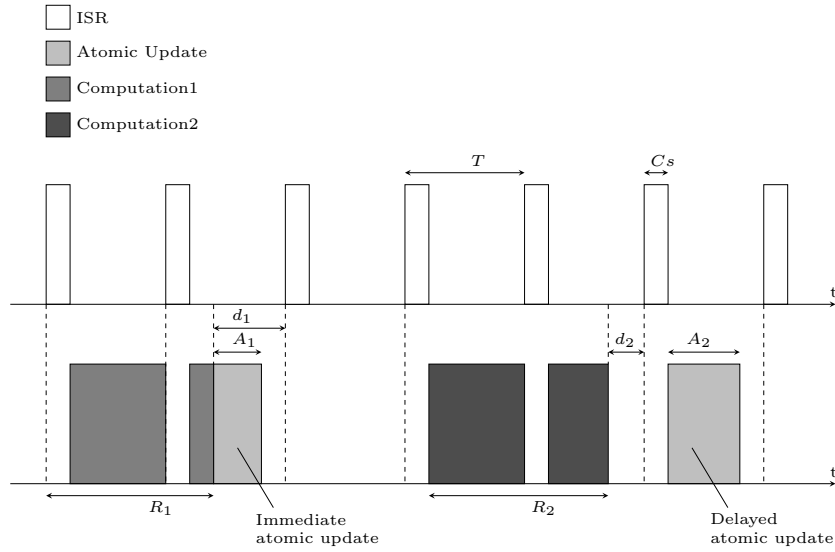 ISR
Atomic Update
Computation1
Computation2
T
Cs
t
d1
A1
d2
A2
t
R1
R2
Immediate
atomic update
Delayed
atomic update